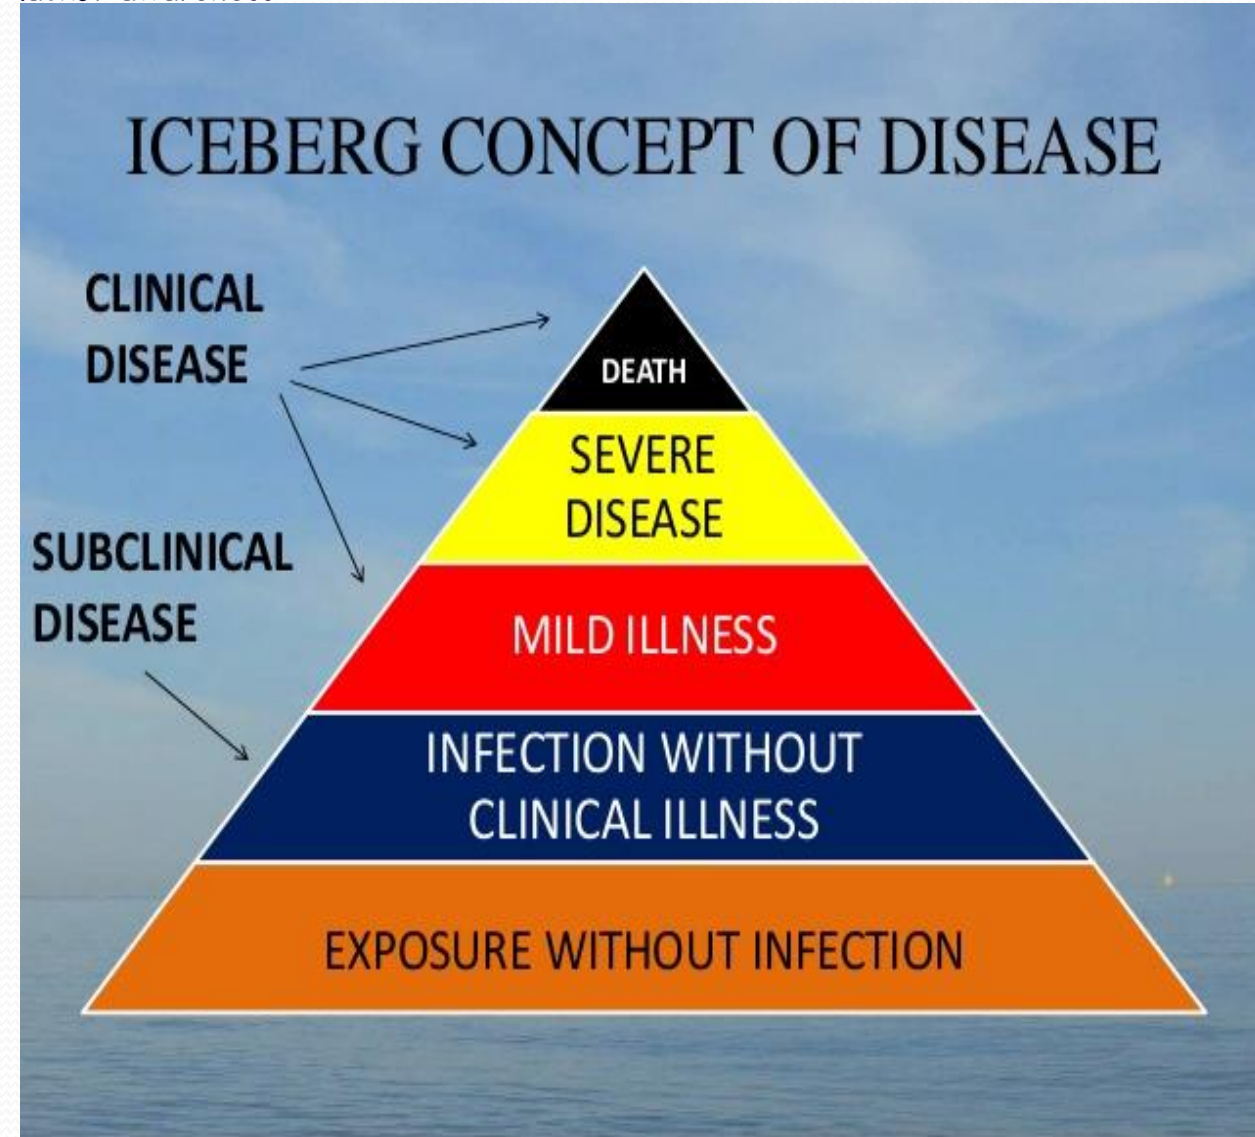 ICEBERG CONCEPT OF DISEASE
CLINICAL
DISEASE
DEATH
SEVERE
DISEASE
SUBCLINICAL
DISEASE
MILD ILLNESS
INFECTION WITHOUT
CLINICAL ILLNESS
EXPOSURE WITHOUT INFECTION